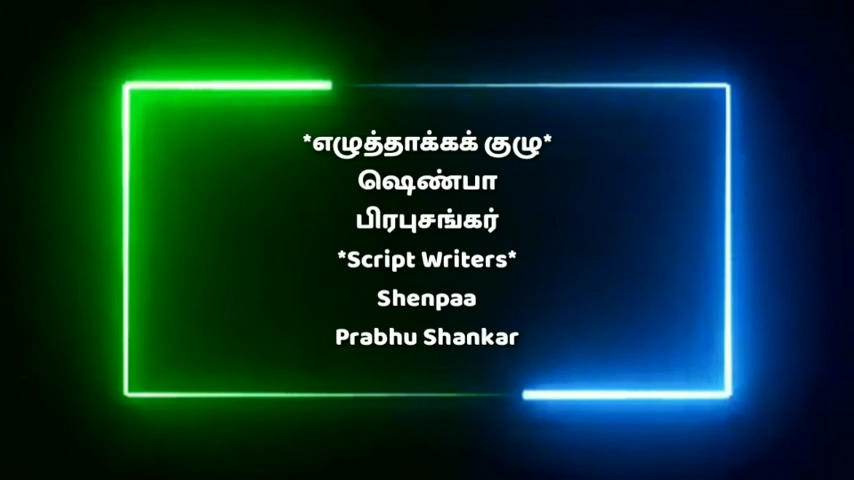 *எழுத்தாக்கக் குழு*
ஷெண்பா
பிரபுசங்கர்
*Script Writers*
Shenpaa
Prabhu Shankar